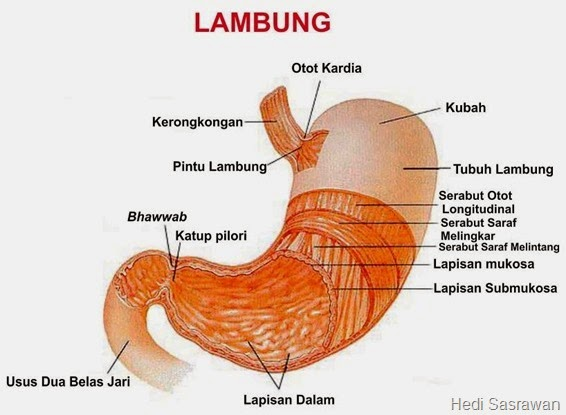 LAMBUNG
Otot Kardia
Kerongkongan
Kubah
Pintu Lambung
Tubuh Lambung
Serabut Otot
Longitudinal
Serabut Saraf
Melingkar
Serabut Saraf Melintang
Bhawwab
Katup pilori
Lapisan mukosa
Lapisan Submukosa
Usus Dua Belas Jari
Lapisan Dalam
Hedi Sasrawan